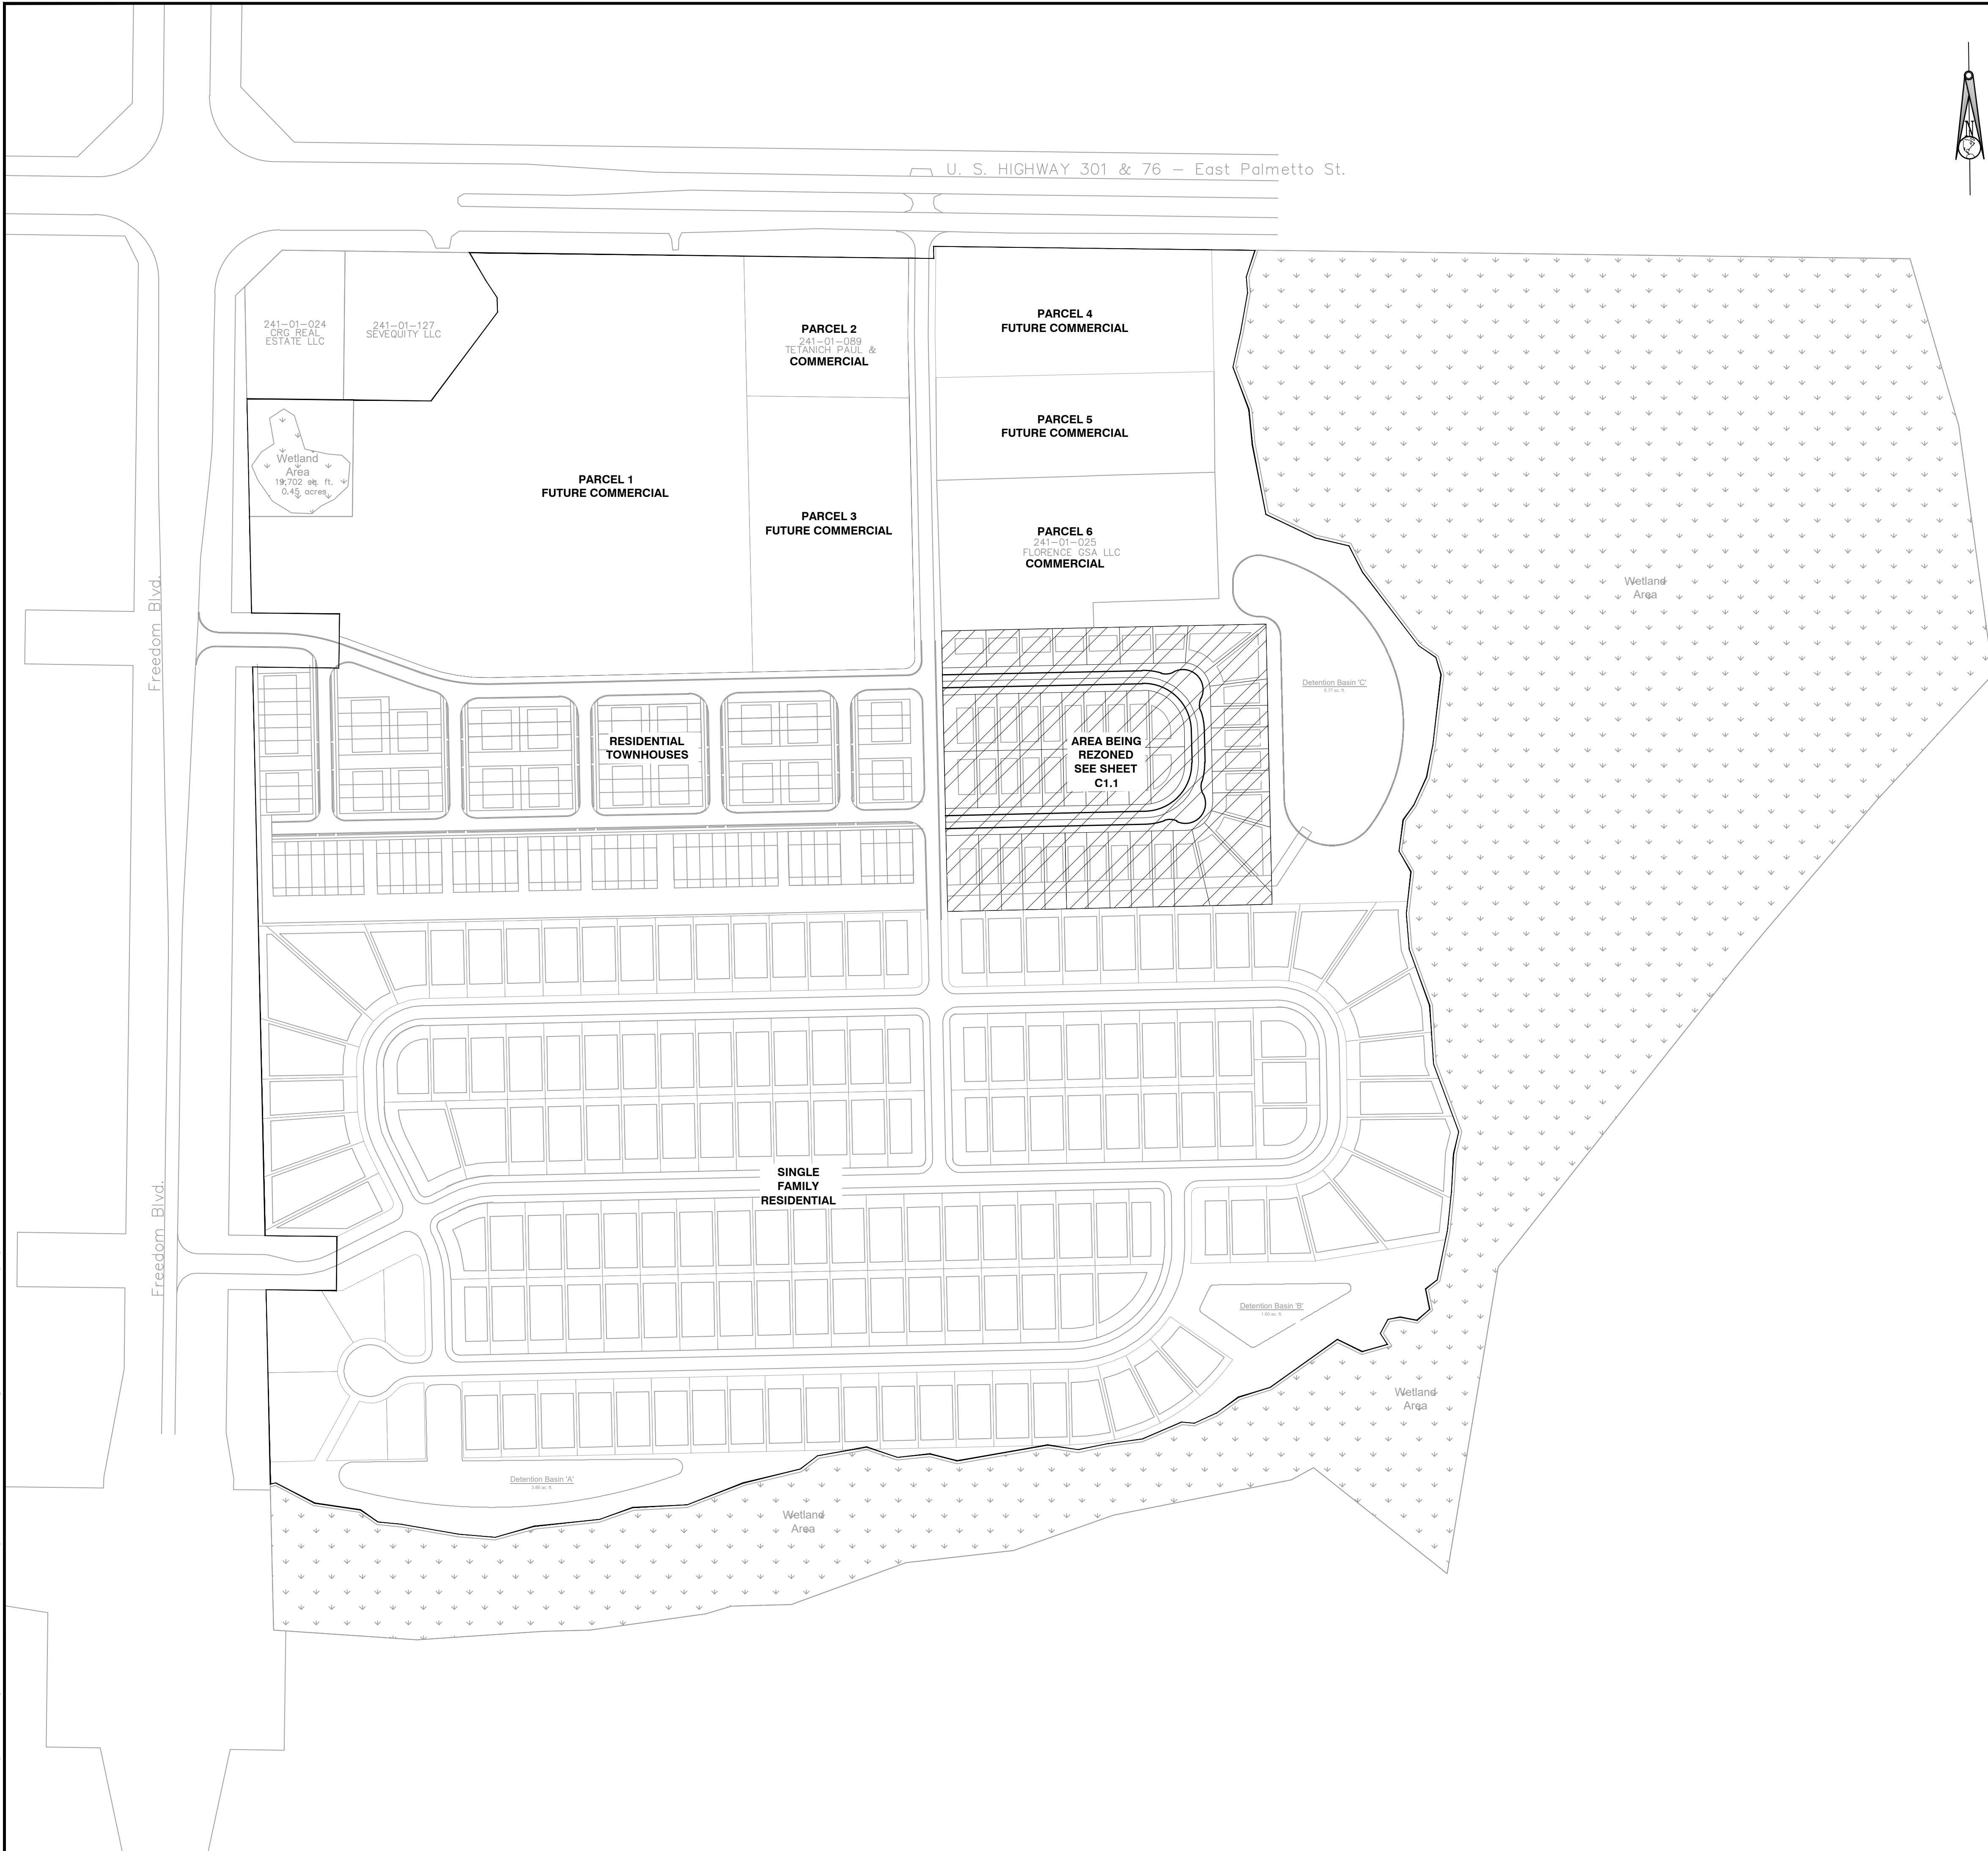 N
U. S. HIGHWAY 301 & 76 – East Palmetto St.
241-01-024
CRG REAL
ESTATE LLC
241-01-127
SEVEQUITY LLC
PARCEL 2
241-01-089
TETANICH PAUL &
COMMERCIAL
PARCEL 4
FUTURE COMMERCIAL
PARCEL 5
FUTURE COMMERCIAL
Wetland
Area
19,702 sq. ft.
0.45 acres
PARCEL 1
FUTURE COMMERCIAL
PARCEL 3
FUTURE COMMERCIAL
PARCEL 6
241-01-025
FLORENCE GSA LLC
COMMERCIAL
Wetland
Area
Freedom Blvd.
Detention Basin 'C'
RESIDENTIAL
TOWNHOUSES
AREA BEING
REZONED
SEE SHEET
C1.1
SINGLE
FAMILY
RESIDENTIAL
Freedom Blvd.
Detention Basin 'B'
Wetland
Area
Detention Basin 'A'
Wetland
Area